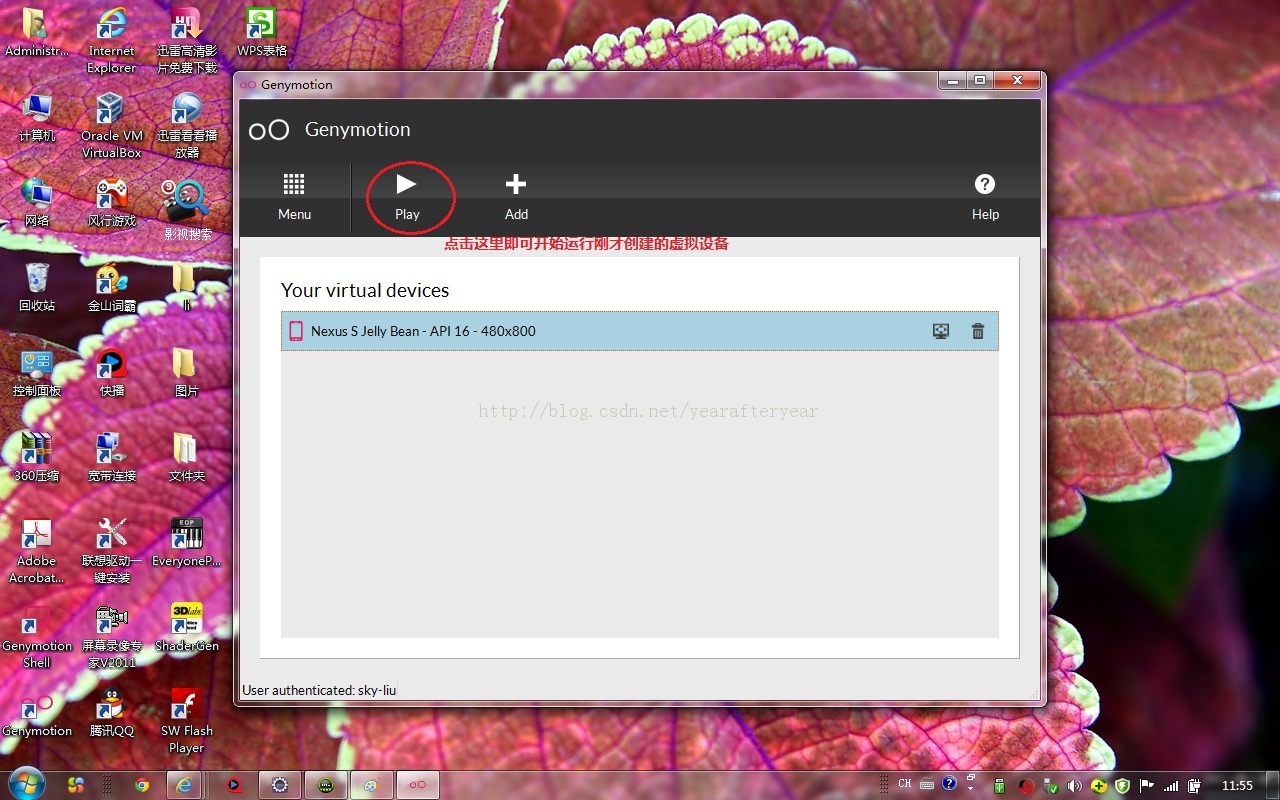 Administr...
Internet
Explorer
迅雷高清影
片免费下载
WPS表格
计算机
Oracle VM
VirtualBox
迅雷看看播
放器
网络
风行游戏
影视搜索
回收站
金山词霸
li
控制面板
快播
图片
360压缩
宽带连接
文件夹
Adobe
Acrobat...
联想驱动一
键安装
EOP
EveryoneP...
Genymotion
Shell
屏幕录像专
家V2011
3Dlabs
ShaderGen
Genymotion
腾讯QQ
SW Flash
Player
Genymotion
Genymotion
Menu
Play
Add
Help
点击这里即可开始运行刚才创建的虚拟设备
Your virtual devices
Nexus S Jelly Bean - API 16 - 480x800
http://blog.csdn.net/yearafteryear
User authenticated: sky-liu
CH
11:55